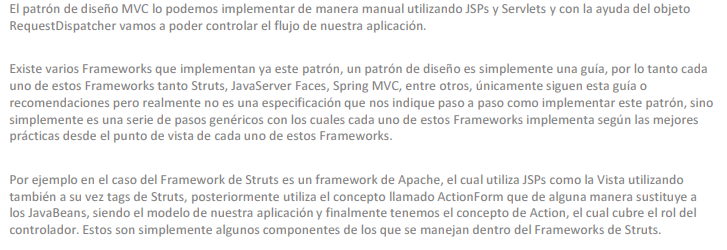 El patrón de diseño MVC lo podemos implementar de manera manual utilizando JSPs y Servlets y con la ayuda del objeto
RequestDispatcher vamos a poder controlar el flujo de nuestra aplicación.
Existe varios Frameworks que implementan ya este patrón, un patrón de diseño es simplemente una guía, por lo tanto cada
uno de estos Frameworks tanto Struts, JavaServer Faces, Spring MVC, entre otros, únicamente siguen esta guía o
recomendaciones pero realmente no es una especificación que nos indique paso a paso como implementar este patrón, sino
simplemente es una serie de pasos genéricos con los cuales cada uno de estos Frameworks implementa según las mejores
prácticas desde el punto de vista de cada uno de estos Frameworks.
Por ejemplo en el caso del Framework de Struts es un framework de Apache, el cual utiliza JSPs como la Vista utilizando
también a su vez tags de Struts, posteriormente utiliza el concepto llamado ActionForm que de alguna manera sustituye a
los JavaBeans, siendo el modelo de nuestra aplicación y finalmente tenemos el concepto de Action, el cual cubre el rol del
controlador. Estos son simplemente algunos componentes de los que se manejan dentro del Frameworks de Struts.